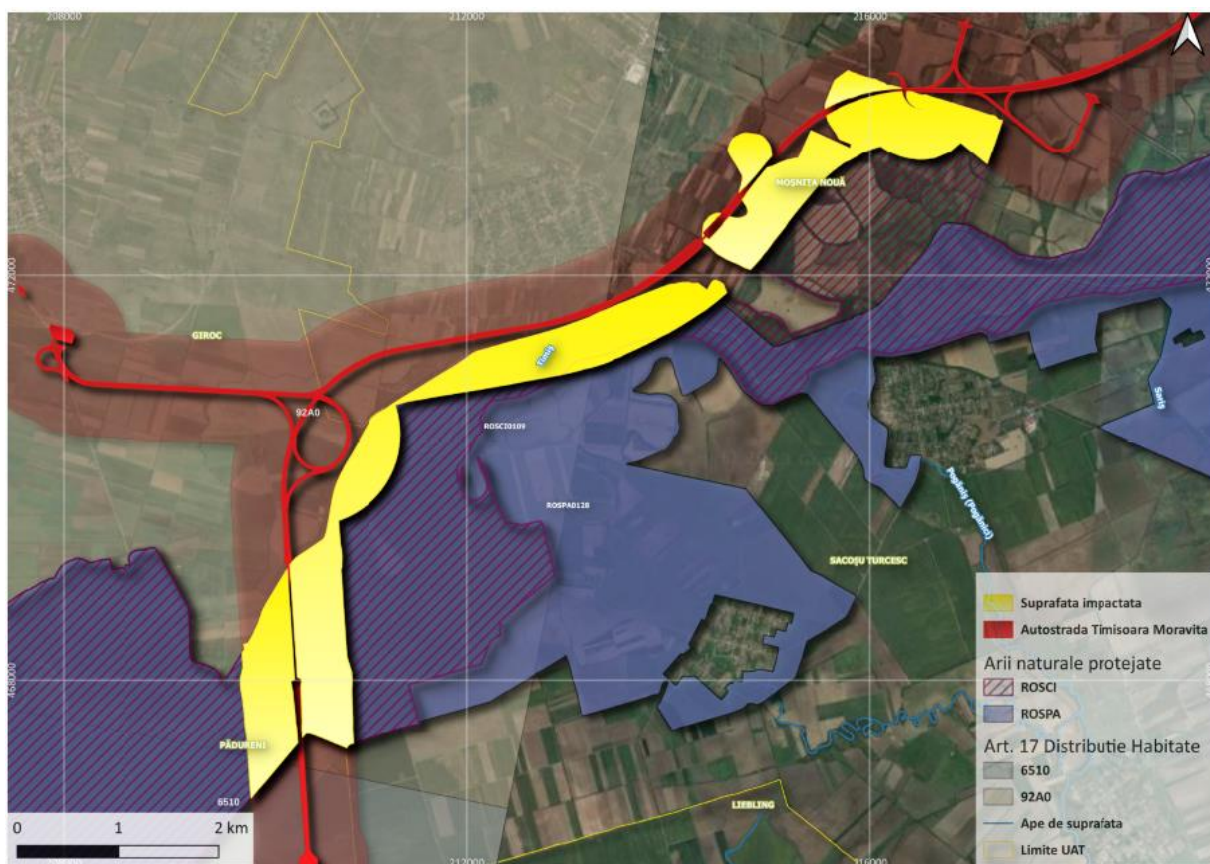 208000
212000
216000
MOȘNIȚA NOUĂ
472000
GIROC
Timiș
92A0
ROSCI0109
Sariș
ROSPA0128
Pogăniș (Pogănici)
SACOȘU TURCESC
468000
PĂDURENI
6510
LIEBLING
0 1 2 km
212000
216000
Suprafata impactata
Autostrada Timisoara Moravita
Arii naturale protejate
ROSCI
ROSPA
Art. 17 Distributie Habitate
6510
92A0
Ape de suprafata
Limite UAT